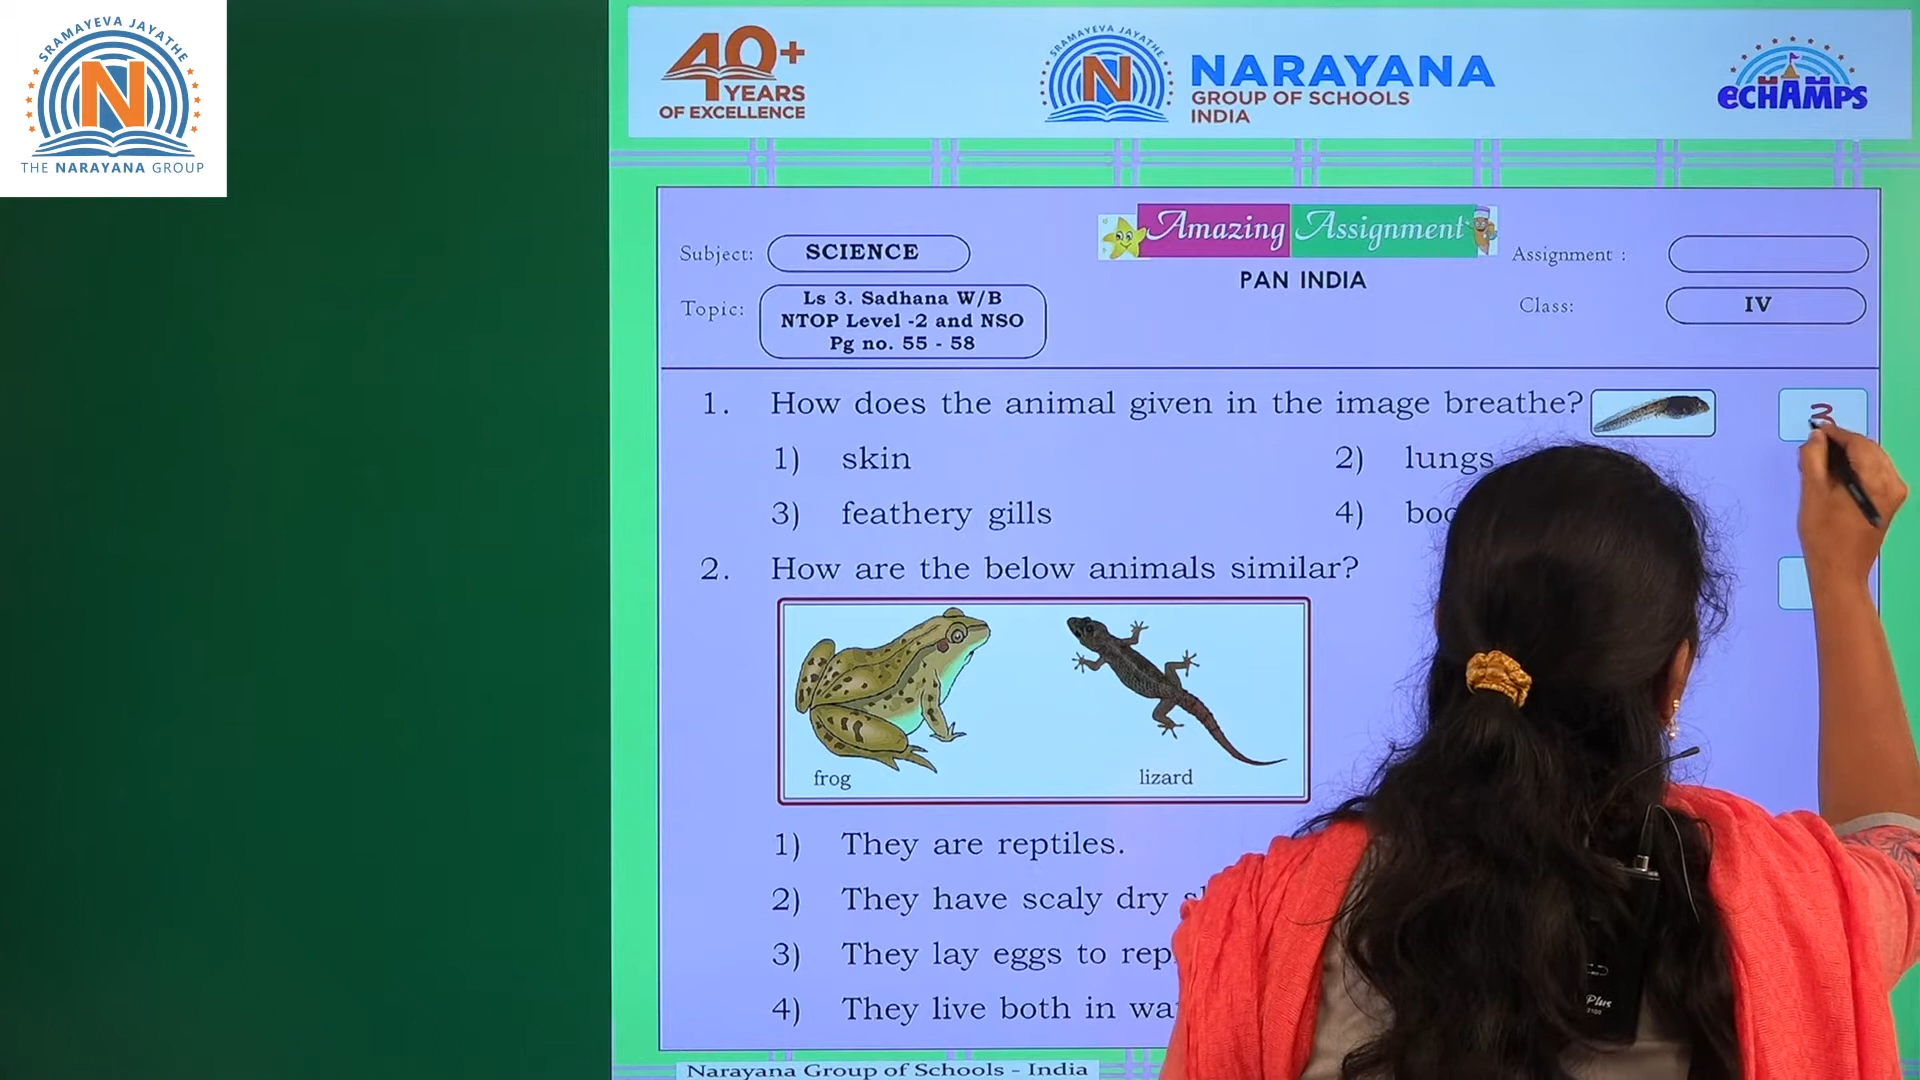 SRAMAYEVA JAYATHE
N
THE NARAYANA GROUP
40+
YEARS
OF EXCELLENCE
SRAMAYEVA JAYATHE
N
NARAYANA
GROUP OF SCHOOLS
INDIA
eCHAMPS
Amazing Assignment
PAN INDIA
Subject: SCIENCE
Assignment :
Topic: Ls 3. Sadhana W/B
NTOP Level -2 and NSO
Pg no. 55 - 58
Class: IV
1. How does the animal given in the image breathe? 3
1) skin 2) lungs
3) feathery gills 4)
2. How are the below animals similar?
frog lizard
1) They are reptiles.
2) They have scaly dry
3) They lay eggs to
4) They live both in
Narayana Group of Schools - India
Plus